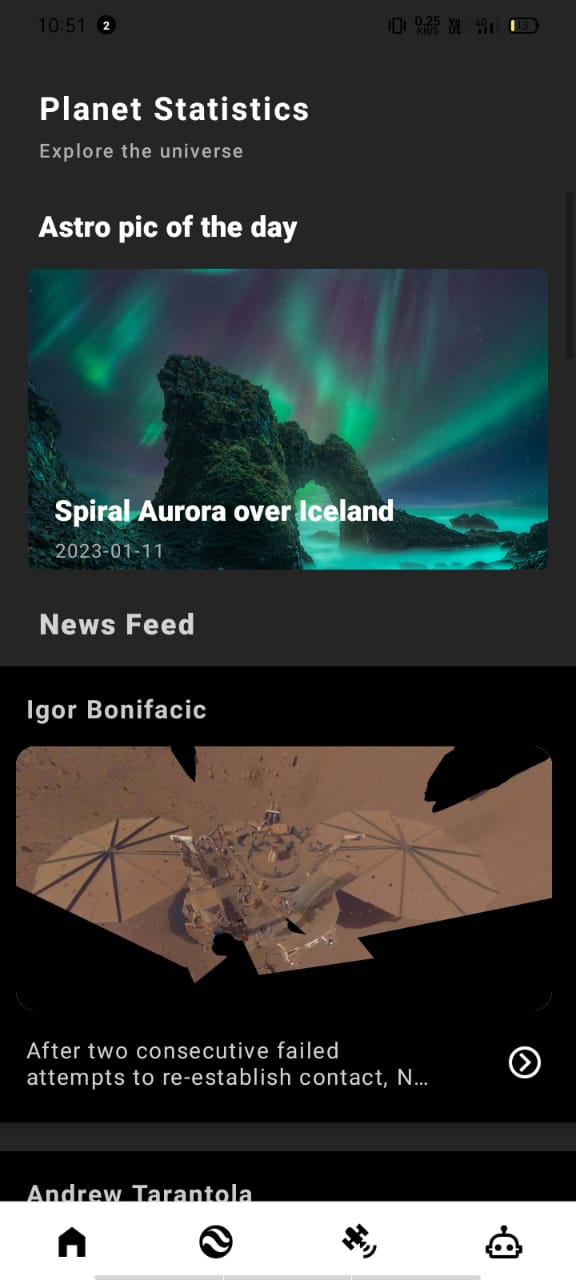 10:51 2 0.25 KB/S Vo LTE 4G 13
Planet Statistics
Explore the universe
Astro pic of the day
Spiral Aurora over Iceland
2023-01-11
News Feed
Igor Bonifacic
After two consecutive failed
attempts to re-establish contact, N...
Andrew Tarantola